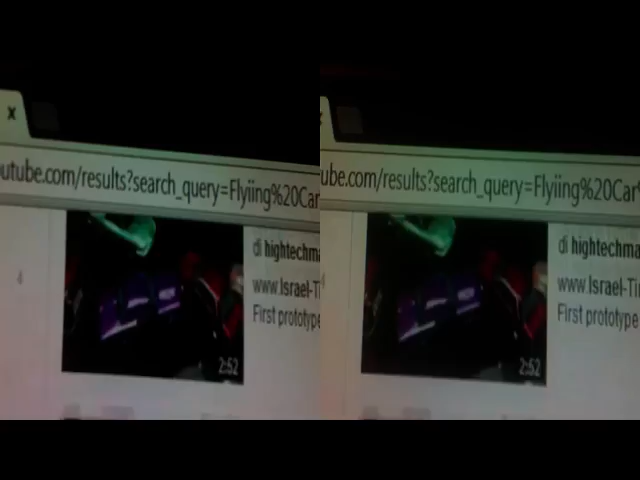 x
utube.com/results?search_query=Flyiing%20Car
di hightechma
www.Israel-Ti
First prototype
2:52
ube.com/results?search_query=Flyiing%20Car
di hightechma
www.Israel-Ti
First prototype
2:52